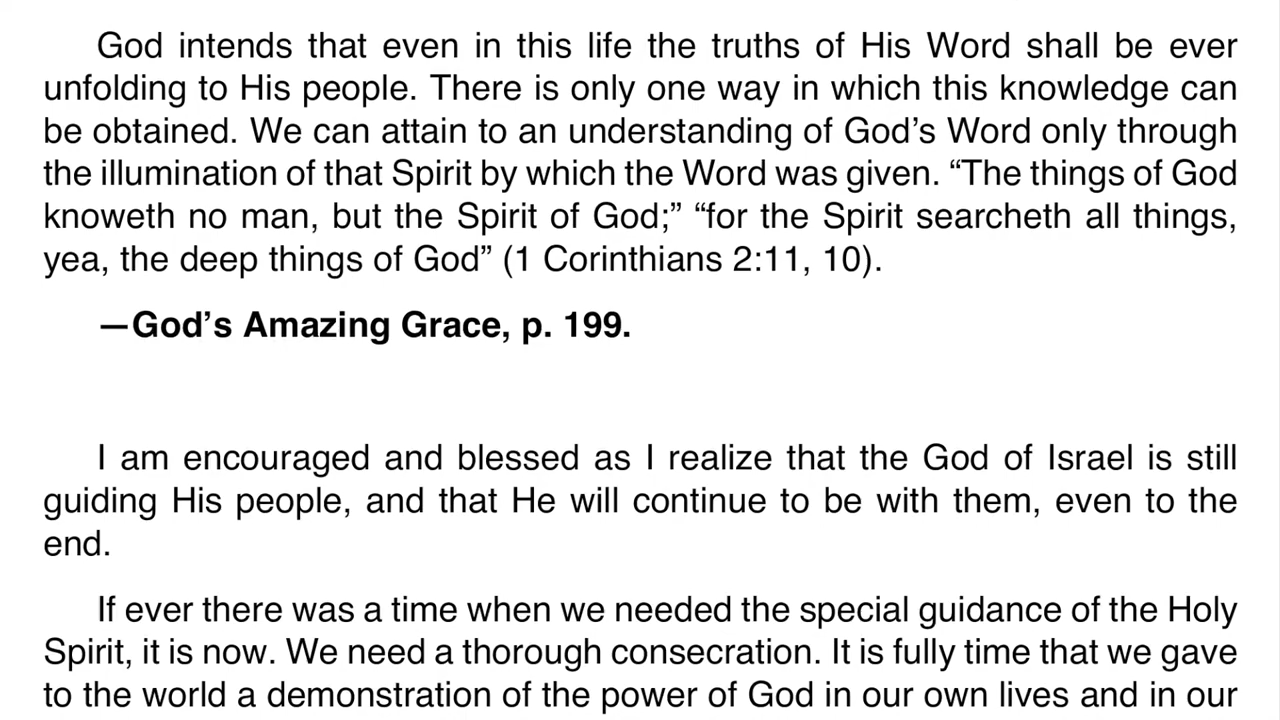 God intends that even in this life the truths of His Word shall be ever
unfolding to His people. There is only one way in which this knowledge can
be obtained. We can attain to an understanding of God’s Word only through
the illumination of that Spirit by which the Word was given. “The things of God
knoweth no man, but the Spirit of God;” “for the Spirit searcheth all things,
yea, the deep things of God” (1 Corinthians 2:11, 10).
—God’s Amazing Grace, p. 199.
I am encouraged and blessed as I realize that the God of Israel is still
guiding His people, and that He will continue to be with them, even to the
end.
If ever there was a time when we needed the special guidance of the Holy
Spirit, it is now. We need a thorough consecration. It is fully time that we gave
to the world a demonstration of the power of God in our own lives and in our